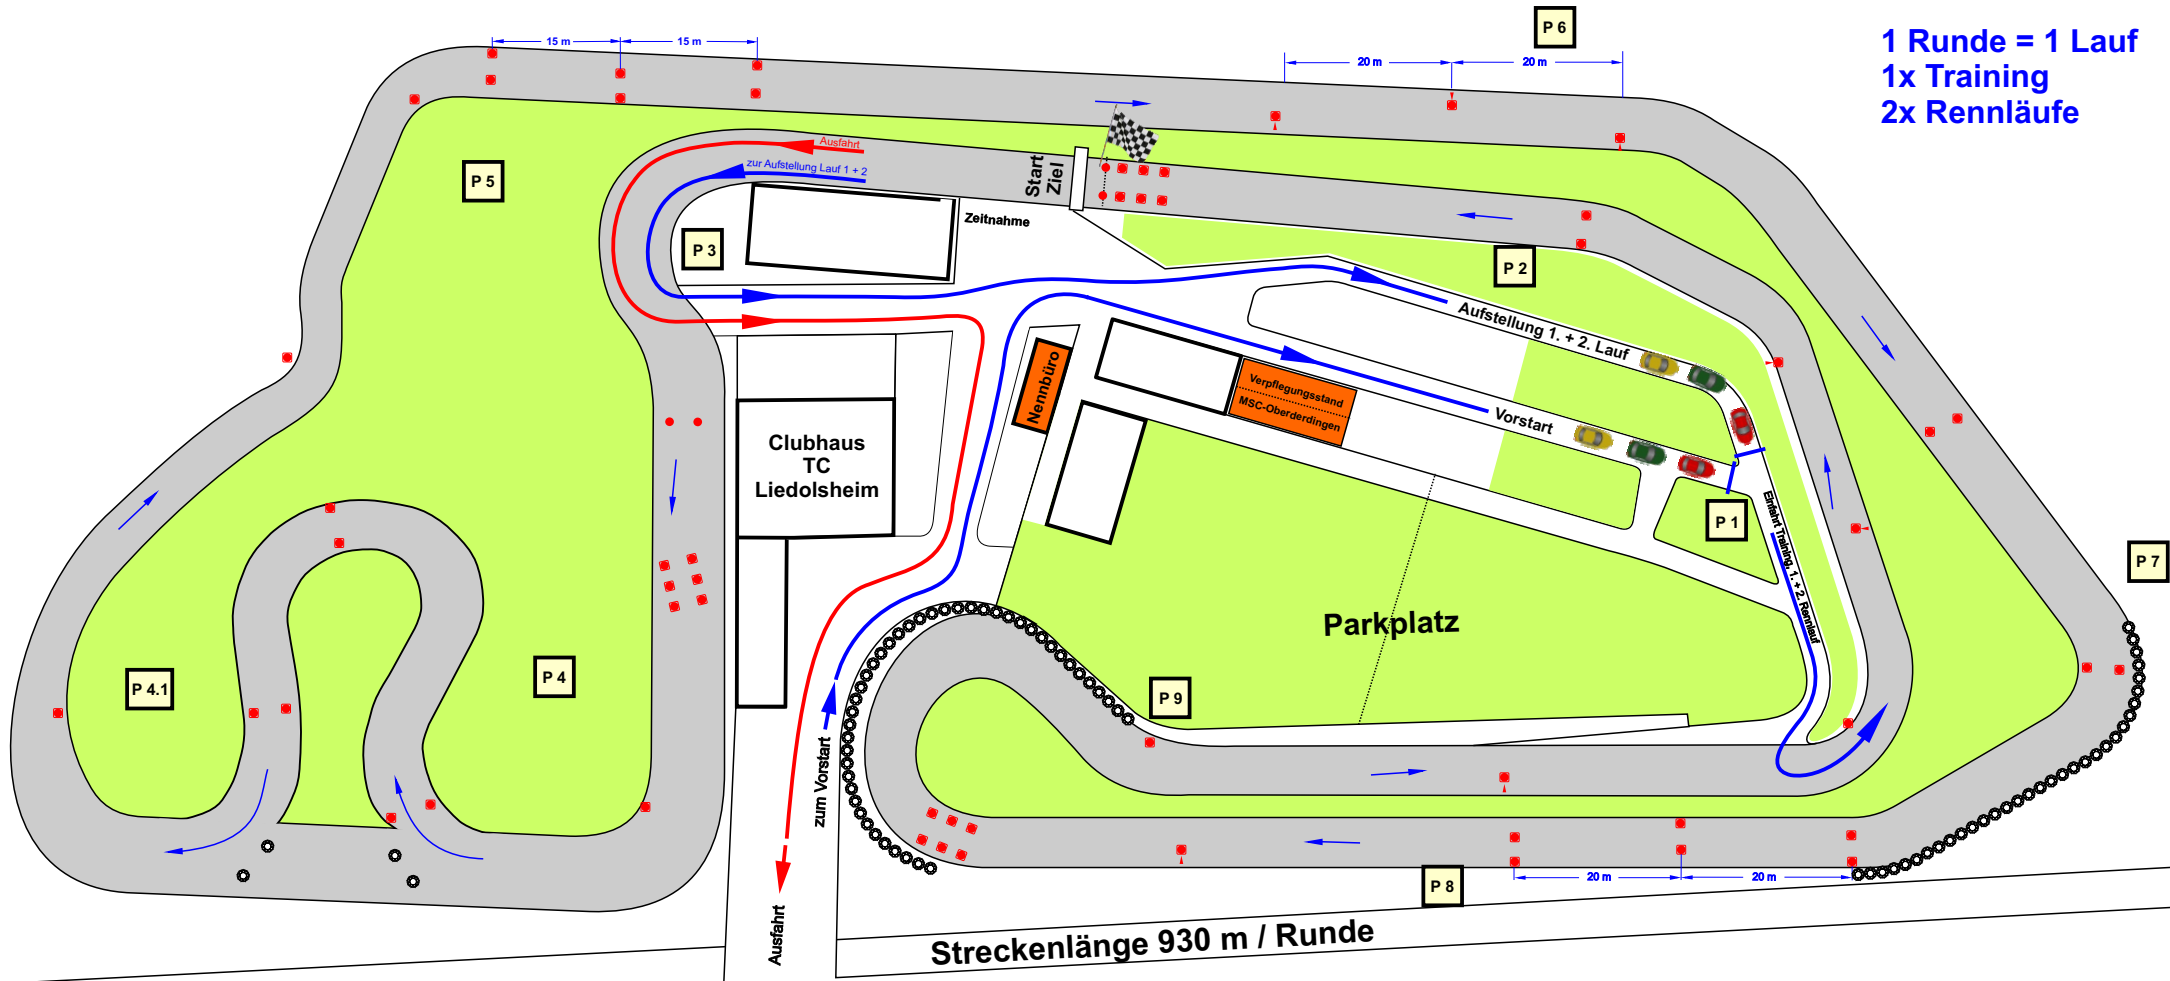 P 6
1 Runde = 1 Lauf
1x Training
2x Rennläufe
15 m
15 m
20 m
20 m
Ausfahrt
zur Aufstellung Lauf 1 + 2
Start
Ziel
P 5
Zeitnahme
P 3
P 2
Aufstellung 1. + 2. Lauf
Nennbüro
Verpflegungsstand
MSC-Oberderdingen
Vorstart
Clubhaus
TC
Liedolsheim
P 1
Einfahrt Training, 1. + 2. Rennlauf
P 7
Parkplatz
P 4.1
P 4
P 9
zum Vorstart
Ausfahrt
P 8
20 m
20 m
Streckenlänge 930 m / Runde